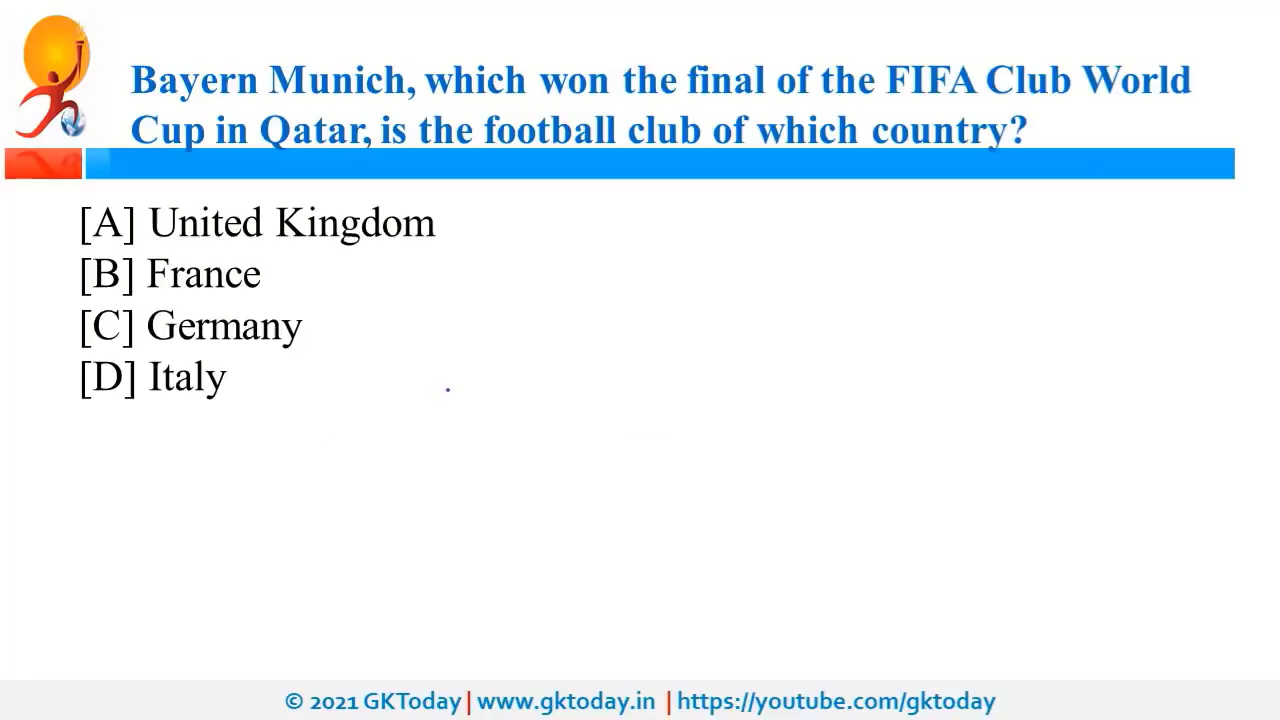 Bayern Munich, which won the final of the FIFA Club World
Cup in Qatar, is the football club of which country?
[A] United Kingdom
[B] France
[C] Germany
[D] Italy
© 2021 GKToday | www.gktoday.in | https://youtube.com/gktoday